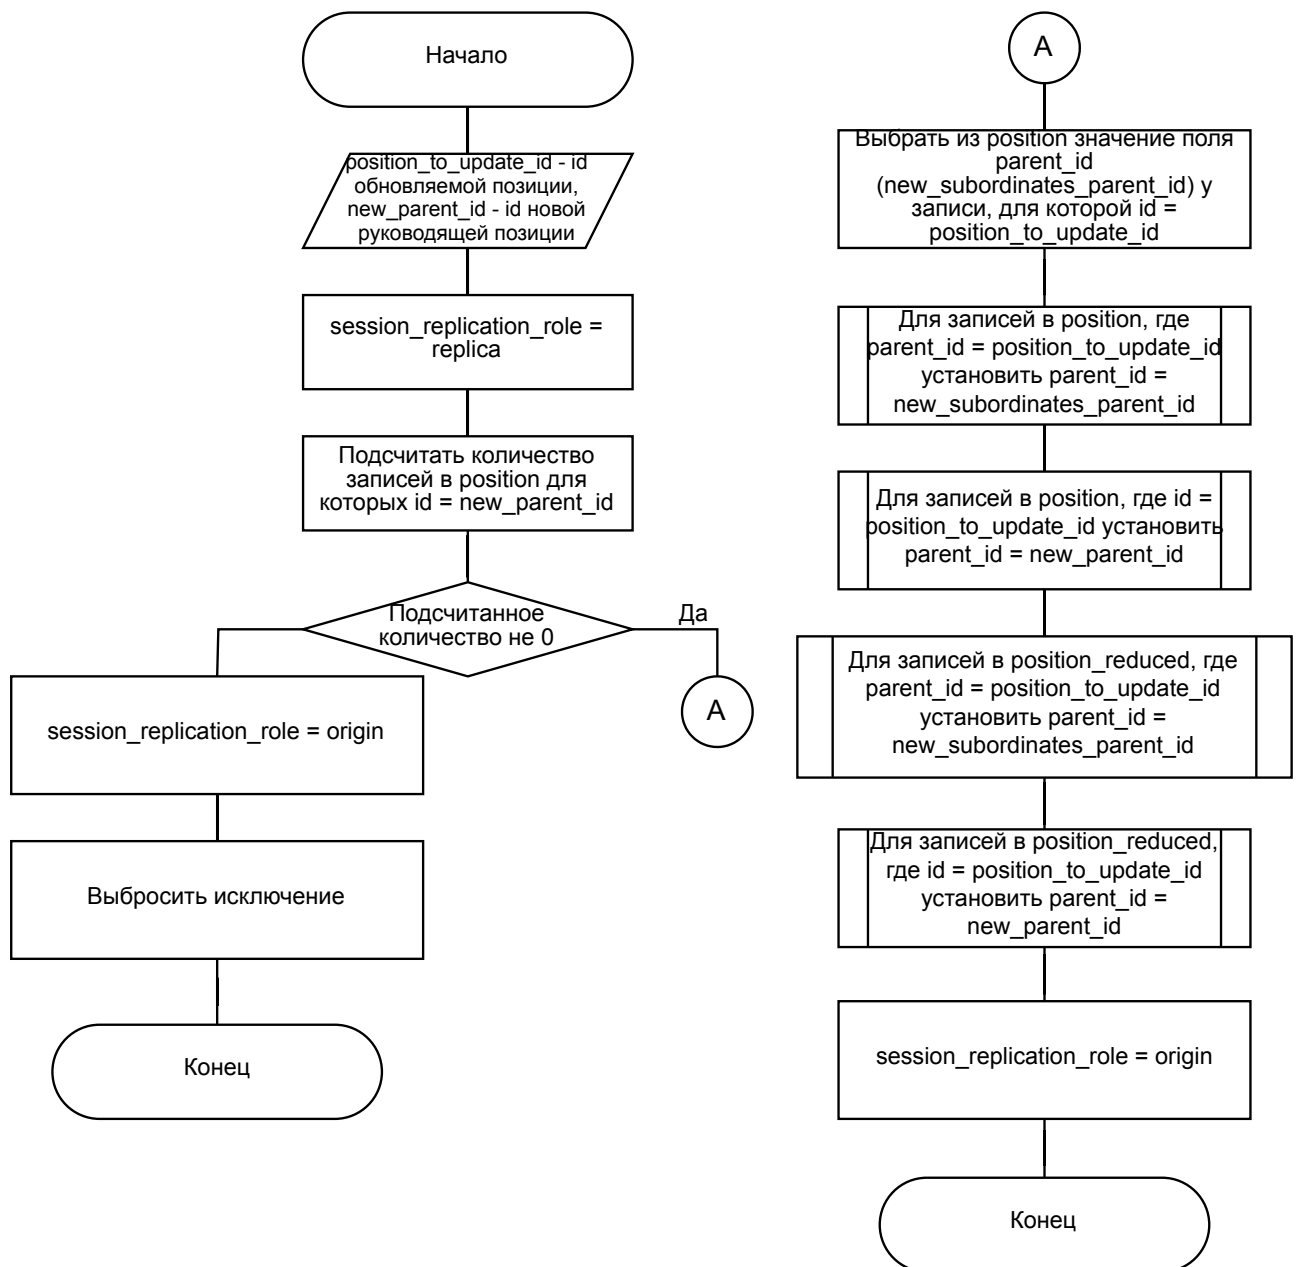 Начало
position_to_update_id - id
обновляемой позиции,
new_parent_id - id новой
руководящей позиции
session_replication_role =
replica
Подсчитать количество
записей в position для
которых id = new_parent_id
Подсчитанное
количество не 0
Да
А
session_replication_role = origin
Выбросить исключение
Конец
А
Выбрать из position значение поля
parent_id
(new_subordinates_parent_id) у
записи, для которой id =
position_to_update_id
Для записей в position, где
parent_id = position_to_update_id
установить parent_id =
new_subordinates_parent_id
Для записей в position, где id =
position_to_update_id установить
parent_id = new_parent_id
Для записей в position_reduced, где
parent_id = position_to_update_id
установить parent_id =
new_subordinates_parent_id
Для записей в position_reduced,
где id = position_to_update_id
установить parent_id =
new_parent_id
session_replication_role = origin
Конец